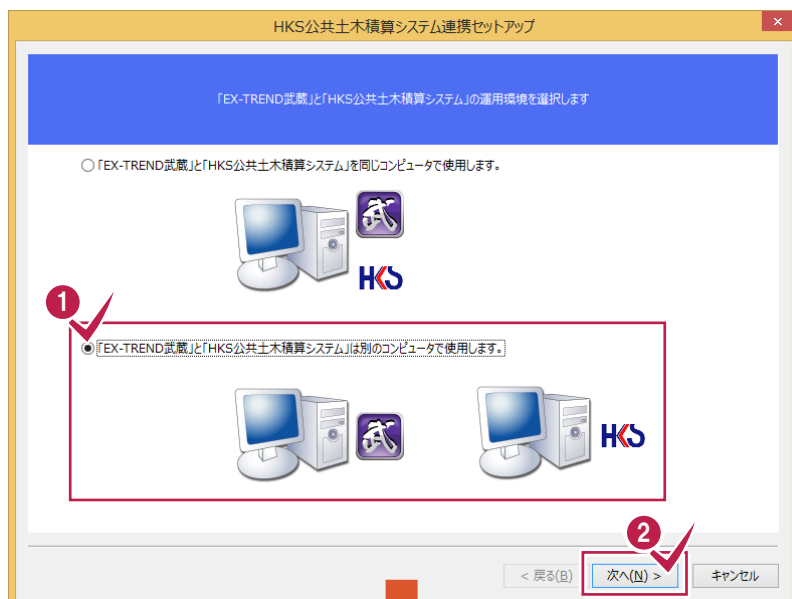 HKS公共土木積算システム連携セットアップ
「EX-TREND武蔵」と「HKS公共土木積算システム」の運用環境を選択します
「EX-TREND武蔵」と「HKS公共土木積算システム」を同じコンピュータで使用します。
武
HKS
1
「EX-TREND武蔵」と「HKS公共土木積算システム」は別のコンピュータで使用します。
武
HKS
2
< 戻る(B)
次へ(N) >
キャンセル